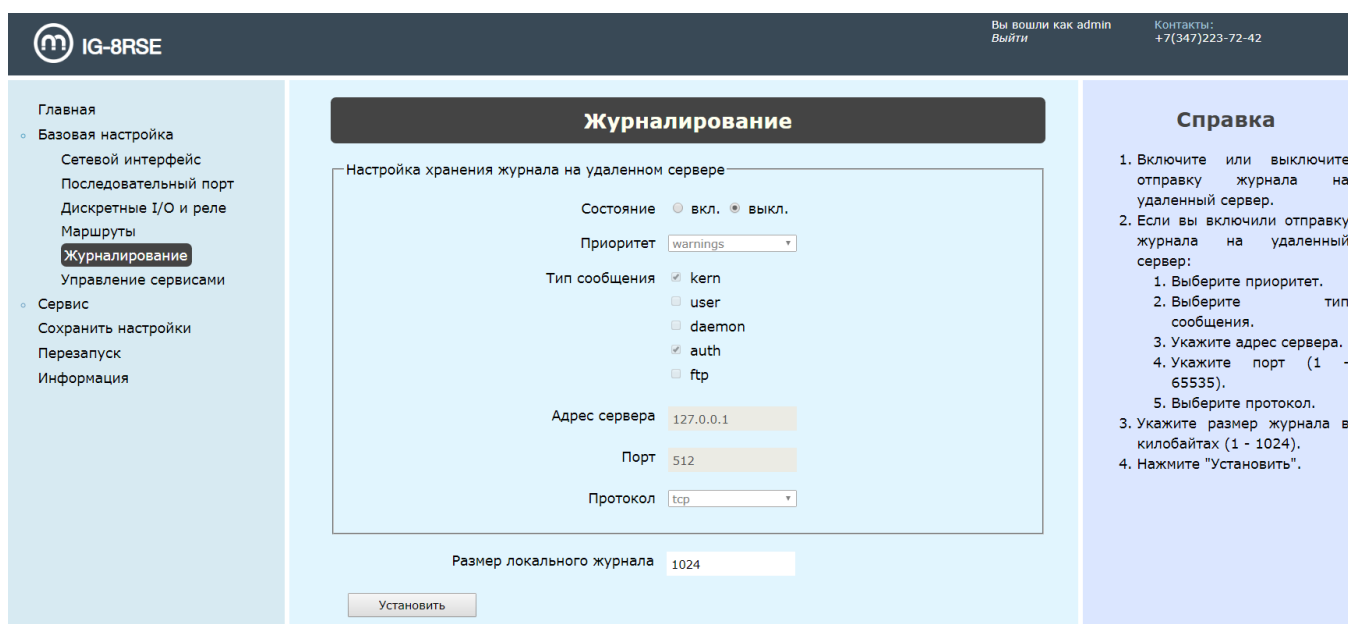 m IG-8RSE
Вы вошли как admin
Выйти
Контакты:
+7(347)223-72-42
Главная
Базовая настройка
Сетевой интерфейс
Последовательный порт
Дискретные I/O и реле
Маршруты
Журналирование
Управление сервисами
Сервис
Сохранить настройки
Перезапуск
Информация
Журналирование
Настройка хранения журнала на удаленном сервере
Состояние вкл. выкл.
Приоритет warnings
Тип сообщения kern
user
daemon
auth
ftp
Адрес сервера 127.0.0.1
Порт 512
Протокол tcp
Размер локального журнала 1024
Установить
Справка
1. Включите или выключите
отправку журнала на
удаленный сервер.
2. Если вы включили отправку
журнала на удаленный
сервер:
1. Выберите приоритет.
2. Выберите тип
сообщения.
3. Укажите адрес сервера.
4. Укажите порт (1 -
65535).
5. Выберите протокол.
3. Укажите размер журнала в
килобайтах (1 - 1024).
4. Нажмите "Установить".